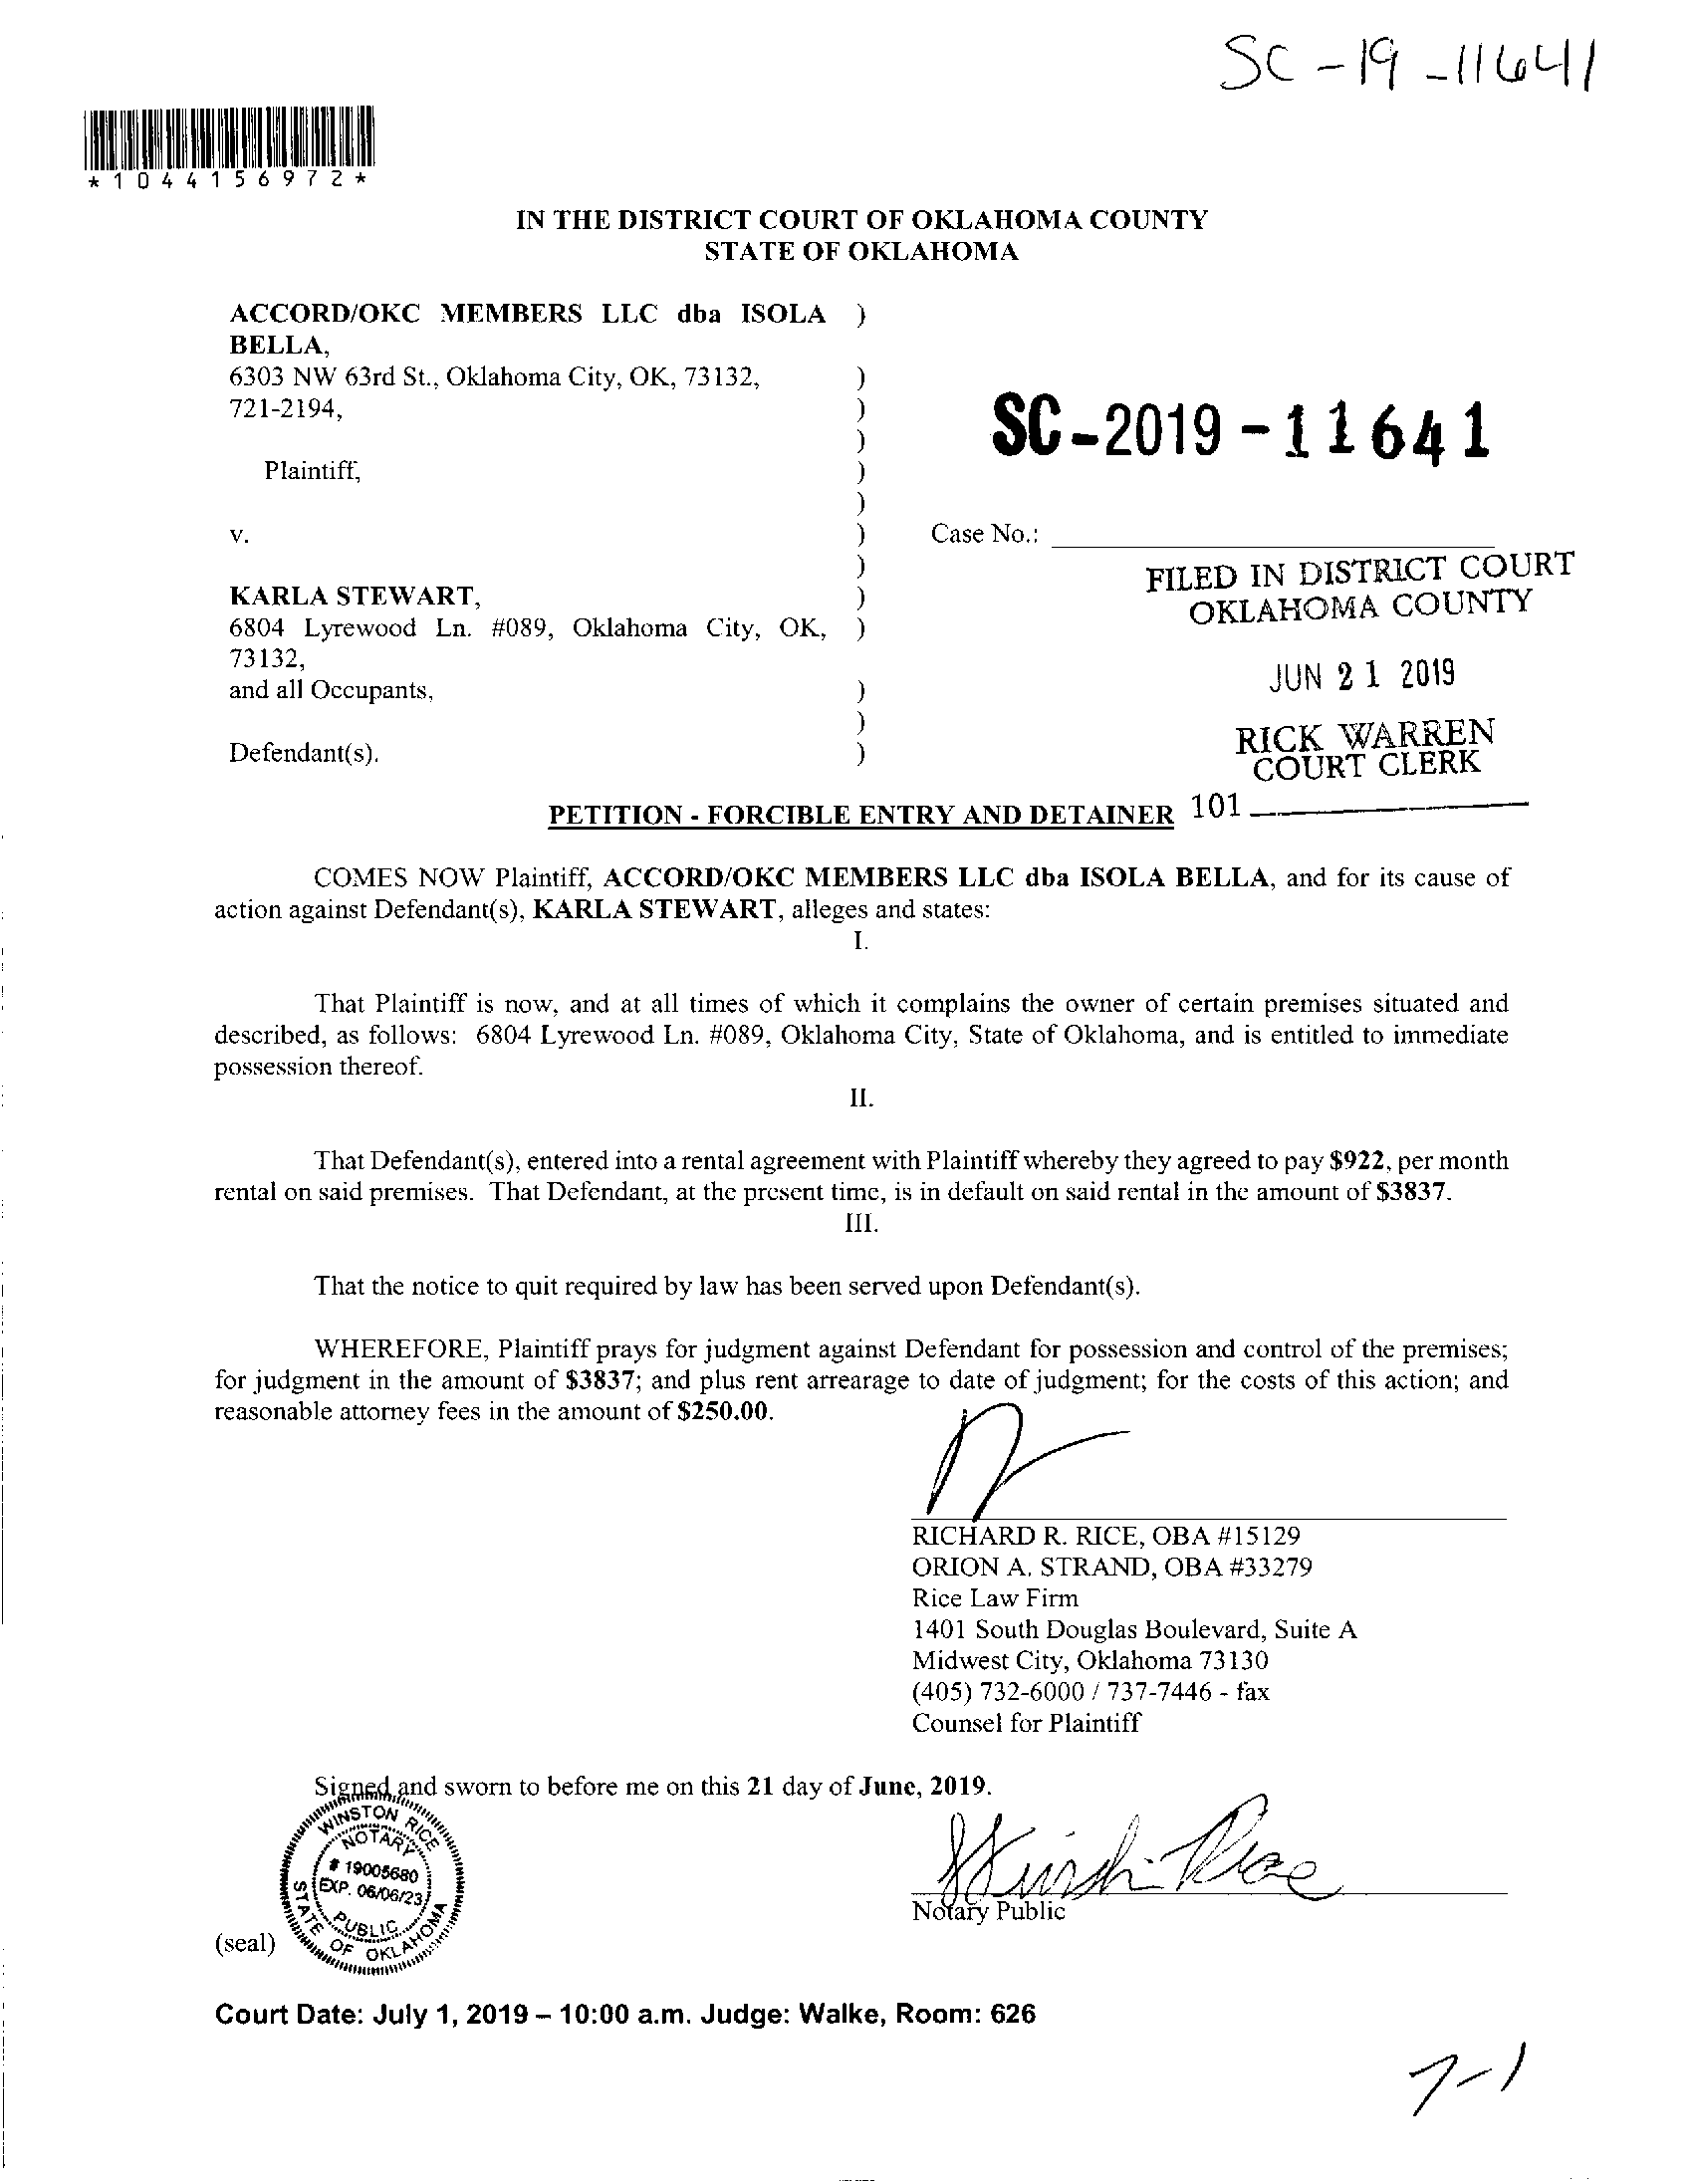 SC-19-11641
*1044156972*
IN THE DISTRICT COURT OF OKLAHOMA COUNTY
STATE OF OKLAHOMA
ACCORD/OKC MEMBERS LLC dba ISOLA )
BELLA,
6303 NW 63rd St., Oklahoma City, OK, 73132, )
721-2194, )
)
SC-2019-11641
Plaintiff, )
)
v. ) Case No.:
)
KARLA STEWART, )
6804 Lyrewood Ln. #089, Oklahoma City, OK, )
73132,
and all Occupants, )
)
Defendant(s). )
FILED IN DISTRICT COURT
OKLAHOMA COUNTY
JUN 21 2019
RICK WARREN
COURT CLERK
101
PETITION - FORCIBLE ENTRY AND DETAINER
COMES NOW Plaintiff, ACCORD/OKC MEMBERS LLC dba ISOLA BELLA, and for its cause of
action against Defendant(s), KARLA STEWART, alleges and states:
I.
That Plaintiff is now, and at all times of which it complains the owner of certain premises situated and
described, as follows: 6804 Lyrewood Ln. #089, Oklahoma City, State of Oklahoma, and is entitled to immediate
possession thereof.
II.
That Defendant(s), entered into a rental agreement with Plaintiff whereby they agreed to pay $922, per month
rental on said premises. That Defendant, at the present time, is in default on said rental in the amount of $3837.
III.
That the notice to quit required by law has been served upon Defendant(s).
WHEREFORE, Plaintiff prays for judgment against Defendant for possession and control of the premises;
for judgment in the amount of $3837; and plus rent arrearage to date of judgment; for the costs of this action; and
reasonable attorney fees in the amount of $250.00.
RICHARD R. RICE, OBA #15129
ORION A. STRAND, OBA #33279
Rice Law Firm
1401 South Douglas Boulevard, Suite A
Midwest City, Oklahoma 73130
(405) 732-6000 / 737-7446 - fax
Counsel for Plaintiff
Signed and sworn to before me on this 21 day of June, 2019.
WINSTON RICE
NOTARY
# 19005680
EXP. 06/06/23
PUBLIC
STATE OF OKLAHOMA
Notary Public
(seal)
Court Date: July 1, 2019 – 10:00 a.m. Judge: Walke, Room: 626
7-1